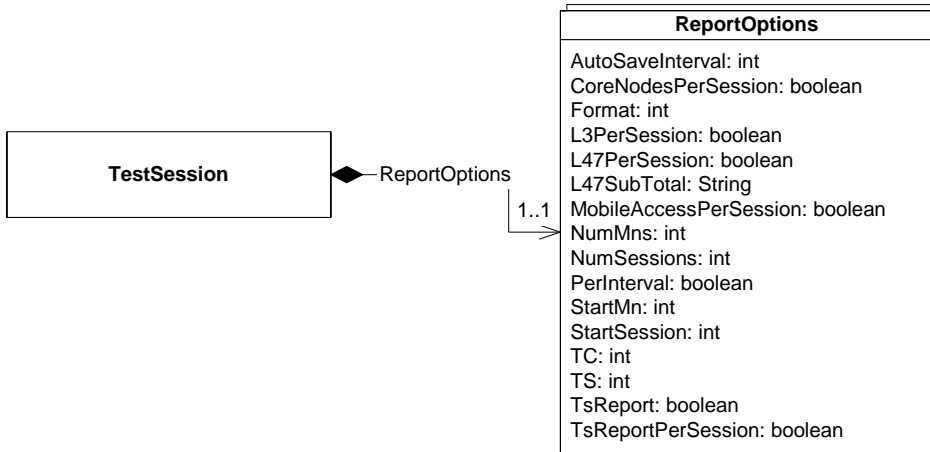 ReportOptions
AutoSaveInterval: int
CoreNodesPerSession: boolean
Format: int
L3PerSession: boolean
L47PerSession: boolean
L47SubTotal: String
MobileAccessPerSession: boolean
NumMns: int
NumSessions: int
PerInterval: boolean
StartMn: int
StartSession: int
TC: int
TS: int
TsReport: boolean
TsReportPerSession: boolean
TestSession
ReportOptions
1..1